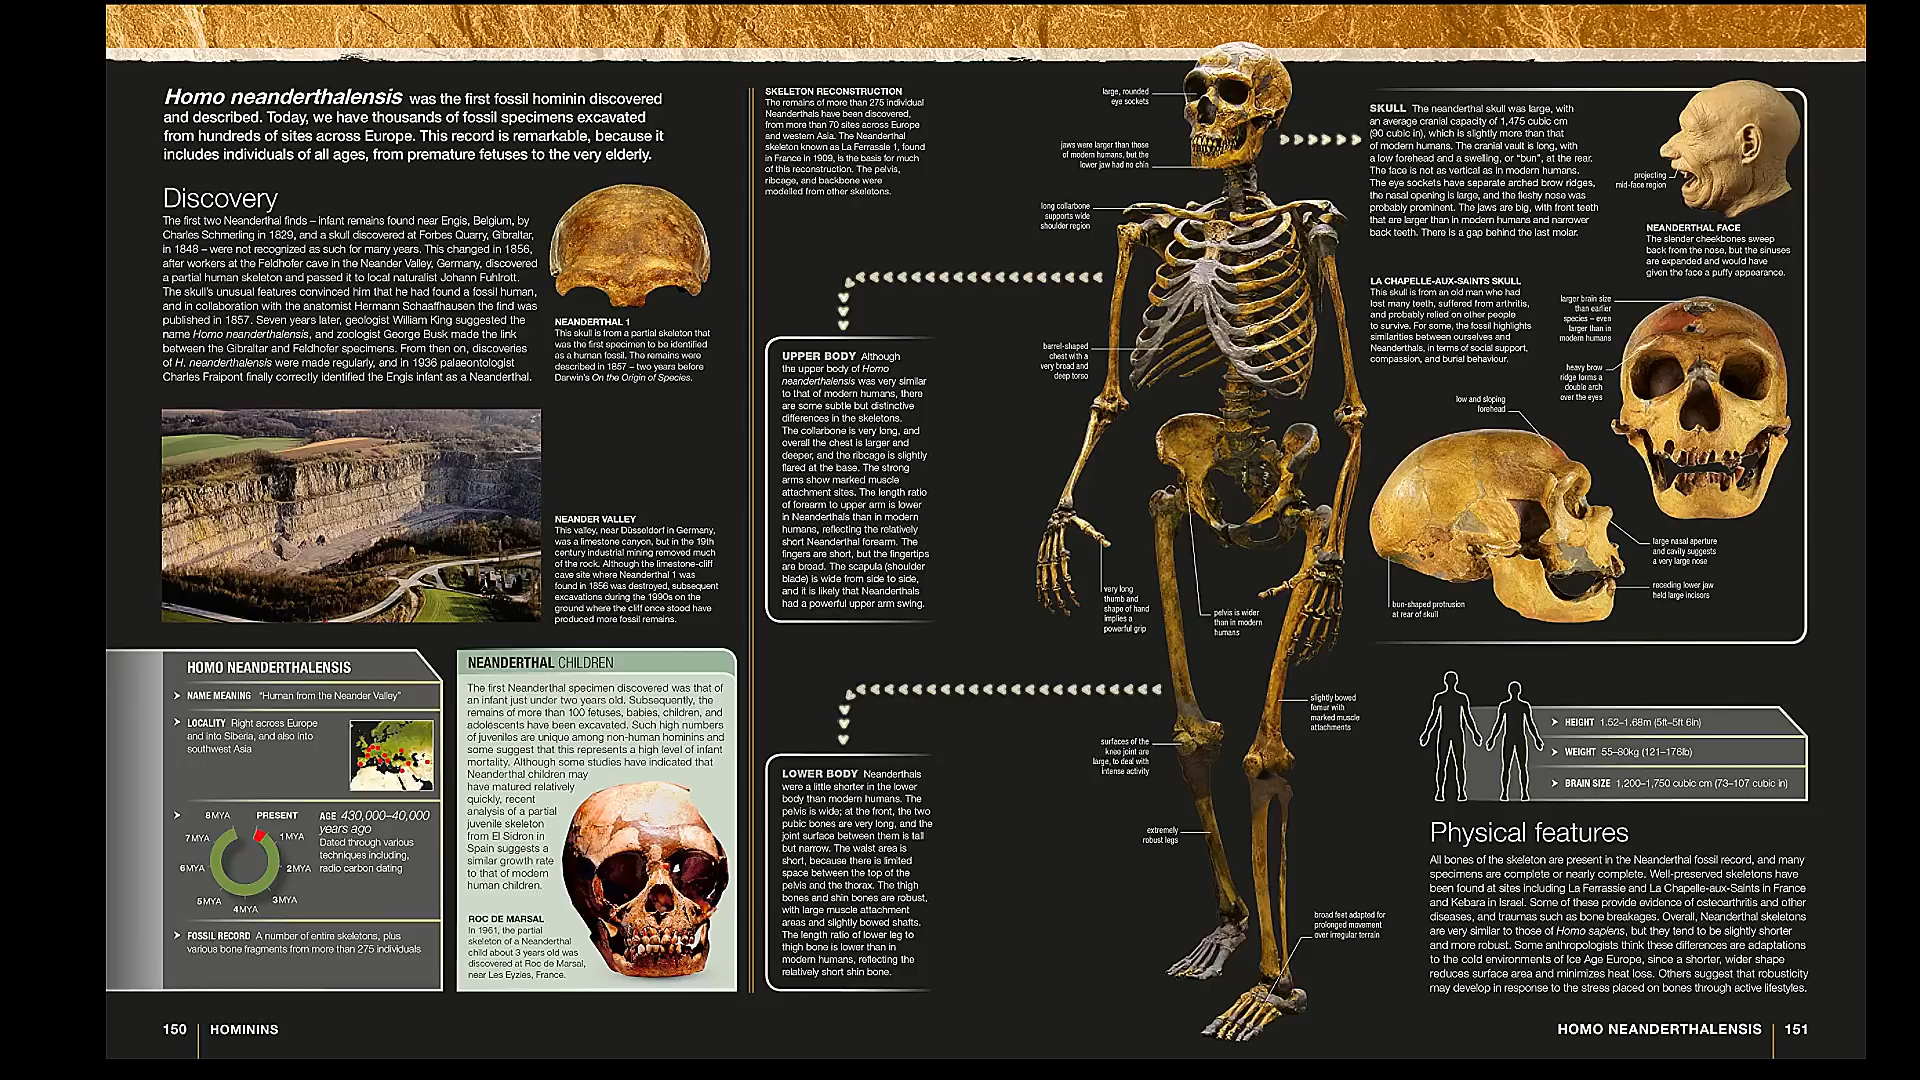 Homo neanderthalensis was the first fossil hominin discovered
and described. Today, we have thousands of fossil specimens excavated
from hundreds of sites across Europe. This record is remarkable, because it
includes individuals of all ages, from premature fetuses to the very elderly.
Discovery
The first two Neanderthal finds – infant remains found near Engis, Belgium, by
Charles Schmerling in 1829, and a skull discovered at Forbes Quarry, Gibraltar,
in 1848 – were not recognized as such for many years. This changed in 1856,
after workers at the Feldhofer cave in the Neander Valley, Germany, discovered
a partial human skeleton and passed it to local naturalist Johann Fuhlrott.
The skull's unusual features convinced him that he had found a fossil human,
and in collaboration with the anatomist Hermann Schaaffhausen the find was
published in 1857. Seven years later, geologist William King suggested the
name Homo neanderthalensis, and zoologist George Busk made the link
between the Gibraltar and Feldhofer specimens. From then on, discoveries
of H. neanderthalensis were made regularly, and in 1936 palaeontologist
Charles Fraipont finally correctly identified the Engis infant as a Neanderthal.
NEANDERTHAL 1
This skull is from a partial skeleton that
was the first specimen to be identified
as a human fossil. The remains were
described in 1857 – two years before
Darwin's On the Origin of Species.
NEANDER VALLEY
This valley, near Düsseldorf in Germany,
was a limestone canyon, but in the 19th
century industrial mining removed much
of the rock. Although the limestone-cliff
cave site where Neanderthal 1 was
found in 1856 was destroyed, subsequent
excavations during the 1990s on the
ground where the cliff once stood have
produced more fossil remains.
HOMO NEANDERTHALENSIS
NAME MEANING "Human from the Neander Valley"
LOCALITY Right across Europe
and into Siberia, and also into
southwest Asia
8MYA
PRESENT
7MYA
1MYA
6MYA
2MYA
5MYA
3MYA
4MYA
AGE 430,000–40,000
years ago
Dated through various
techniques including,
radio carbon dating
FOSSIL RECORD A number of entire skeletons, plus
various bone fragments from more than 275 individuals
NEANDERTHAL CHILDREN
The first Neanderthal specimen discovered was that of
an infant just under two years old. Subsequently, the
remains of more than 100 fetuses, babies, children, and
adolescents have been excavated. Such high numbers
of juveniles are unique among non-human hominins and
some suggest that this represents a high level of infant
mortality. Although some studies have indicated that
Neanderthal children may
have matured relatively
quickly, recent
analysis of a partial
juvenile skeleton
from El Sidron in
Spain suggests a
similar growth rate
to that of modern
human children.
ROC DE MARSAL
In 1961, the partial
skeleton of a Neanderthal
child about 3 years old was
discovered at Roc de Marsal,
near Les Eyzies, France.
150 HOMININS
SKELETON RECONSTRUCTION
The remains of more than 275 individual
Neanderthals have been discovered,
from more than 70 sites across Europe
and western Asia. The Neanderthal
skeleton known as La Ferrassie 1, found
in France in 1909, is the basis for much
of this reconstruction. The pelvis,
ribcage, and backbone were
modelled from other skeletons.
UPPER BODY Although
the upper body of Homo
neanderthalensis was very similar
to that of modern humans, there
are some subtle but distinctive
differences in the skeletons.
The collarbone is very long, and
overall the chest is larger and
deeper, and the ribcage is slightly
flared at the base. The strong
arms show marked muscle
attachment sites. The length ratio
of forearm to upper arm is lower
in Neanderthals than in modern
humans, reflecting the relatively
short Neanderthal forearm. The
fingers are short, but the fingertips
are broad. The scapula (shoulder
blade) is wide from side to side,
and it is likely that Neanderthals
had a powerful upper arm swing.
LOWER BODY Neanderthals
were a little shorter in the lower
body than modern humans. The
pelvis is wide; at the front, the two
pubic bones are very long, and the
joint surface between them is tall
but narrow. The waist area is
short, because there is limited
space between the top of the
pelvis and the thorax. The thigh
bones and shin bones are robust,
with large muscle attachment
areas and slightly bowed shafts.
The length ratio of lower leg to
thigh bone is lower than in
modern humans, reflecting the
relatively short shin bone.
large, rounded
eye sockets
jaws were larger than those
of modern humans, but the
lower jaw had no chin
long collarbone
supports wide
shoulder region
barrel-shaped
chest with a
very broad and
deep torso
very long
thumb and
shape of hand
implies a
powerful grip
pelvis is wider
than in modern
humans
slightly bowed
femur with
marked muscle
attachments
surfaces of the
knee joint are
large, to deal with
intense activity
extremely
robust legs
broad feet adapted for
prolonged movement
over irregular terrain
SKULL The neanderthal skull was large, with
an average cranial capacity of 1,475 cubic cm
(90 cubic in), which is slightly more than that
of modern humans. The cranial vault is long, with
a low forehead and a swelling, or "bun", at the rear.
The face is not as vertical as in modern humans.
The eye sockets have separate arched brow ridges,
the nasal opening is large, and the fleshy nose was
probably prominent. The jaws are big, with front teeth
that are larger than in modern humans and narrower
back teeth. There is a gap behind the last molar.
projecting
mid-face region
NEANDERTHAL FACE
The slender cheekbones sweep
back from the nose, but the sinuses
are expanded and would have
given the face a puffy appearance.
LA CHAPELLE-AUX-SAINTS SKULL
This skull is from an old man who had
lost many teeth, suffered from arthritis,
and probably relied on other people
to survive. For some, the fossil highlights
similarities between ourselves and
Neanderthals, in terms of social support,
compassion, and burial behaviour.
larger brain size
than earlier
species – even
larger than in
modern humans
heavy brow
ridge forms a
double arch
over the eyes
low and sloping
forehead
large nasal aperture
and cavity suggests
a very large nose
receding lower jaw
held large incisors
bun-shaped protrusion
at rear of skull
HEIGHT 1.52–1.68m (5ft–5ft 6in)
WEIGHT 55–80kg (121–176lb)
BRAIN SIZE 1,200–1,750 cubic cm (73–107 cubic in)
Physical features
All bones of the skeleton are present in the Neanderthal fossil record, and many
specimens are complete or nearly complete. Well-preserved skeletons have
been found at sites including La Ferrassie and La Chapelle-aux-Saints in France
and Kebara in Israel. Some of these provide evidence of osteoarthritis and other
diseases, and traumas such as bone breakages. Overall, Neanderthal skeletons
are very similar to those of Homo sapiens, but they tend to be slightly shorter
and more robust. Some anthropologists think these differences are adaptations
to the cold environments of Ice Age Europe, since a shorter, wider shape
reduces surface area and minimizes heat loss. Others suggest that robusticity
may develop in response to the stress placed on bones through active lifestyles.
HOMO NEANDERTHALENSIS 151